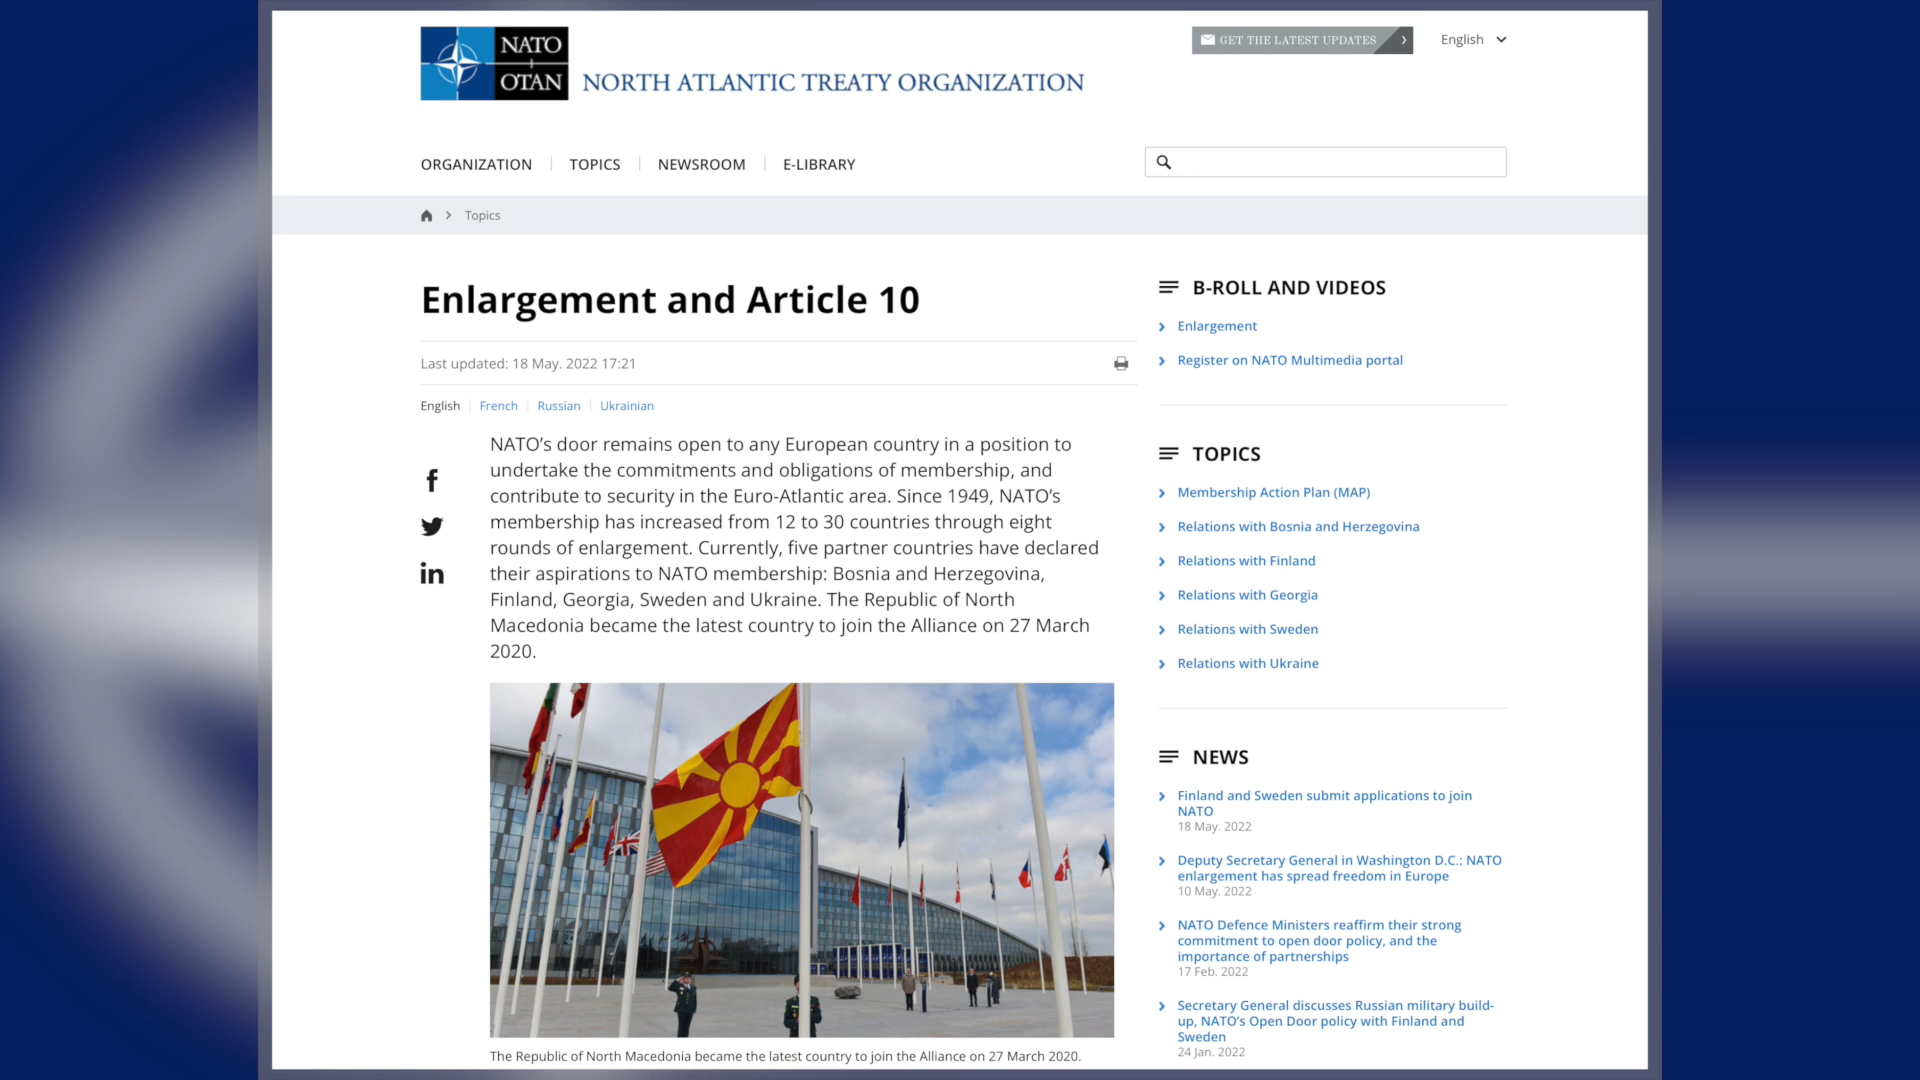 NATO
OTAN
NORTH ATLANTIC TREATY ORGANIZATION
GET THE LATEST UPDATES
English
ORGANIZATION
TOPICS
NEWSROOM
E-LIBRARY
Topics
Enlargement and Article 10
Last updated: 18 May. 2022 17:21
English
French
Russian
Ukrainian
NATO’s door remains open to any European country in a position to
undertake the commitments and obligations of membership, and
contribute to security in the Euro-Atlantic area. Since 1949, NATO’s
membership has increased from 12 to 30 countries through eight
rounds of enlargement. Currently, five partner countries have declared
their aspirations to NATO membership: Bosnia and Herzegovina,
Finland, Georgia, Sweden and Ukraine. The Republic of North
Macedonia became the latest country to join the Alliance on 27 March
2020.
The Republic of North Macedonia became the latest country to join the Alliance on 27 March 2020.
B-ROLL AND VIDEOS
Enlargement
Register on NATO Multimedia portal
TOPICS
Membership Action Plan (MAP)
Relations with Bosnia and Herzegovina
Relations with Finland
Relations with Georgia
Relations with Sweden
Relations with Ukraine
NEWS
Finland and Sweden submit applications to join
NATO
18 May. 2022
Deputy Secretary General in Washington D.C.: NATO
enlargement has spread freedom in Europe
10 May. 2022
NATO Defence Ministers reaffirm their strong
commitment to open door policy, and the
importance of partnerships
17 Feb. 2022
Secretary General discusses Russian military build-
up, NATO’s Open Door policy with Finland and
Sweden
24 Jan. 2022